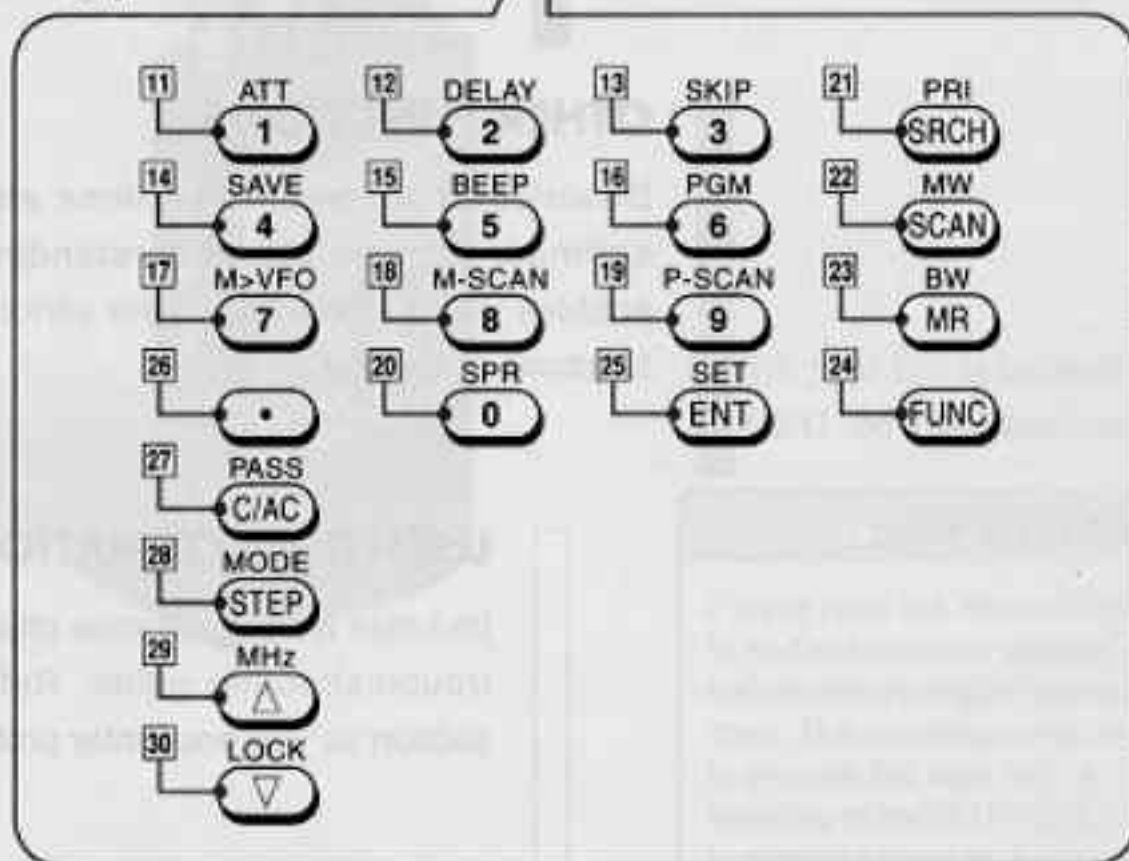 11 ATT 12 DELAY 13 SKIP 21 PRI
1 2 3 SRCH
14 SAVE 15 BEEP 16 PGM 22 MW
4 5 6 SCAN
17 M>VFO 18 M-SCAN 19 P-SCAN 23 BW
7 8 9 MR
26 20 SPR 25 SET 24
• 0 ENT FUNC
27 PASS
C/AC
28 MODE
STEP
29 MHz
△
30 LOCK
▽